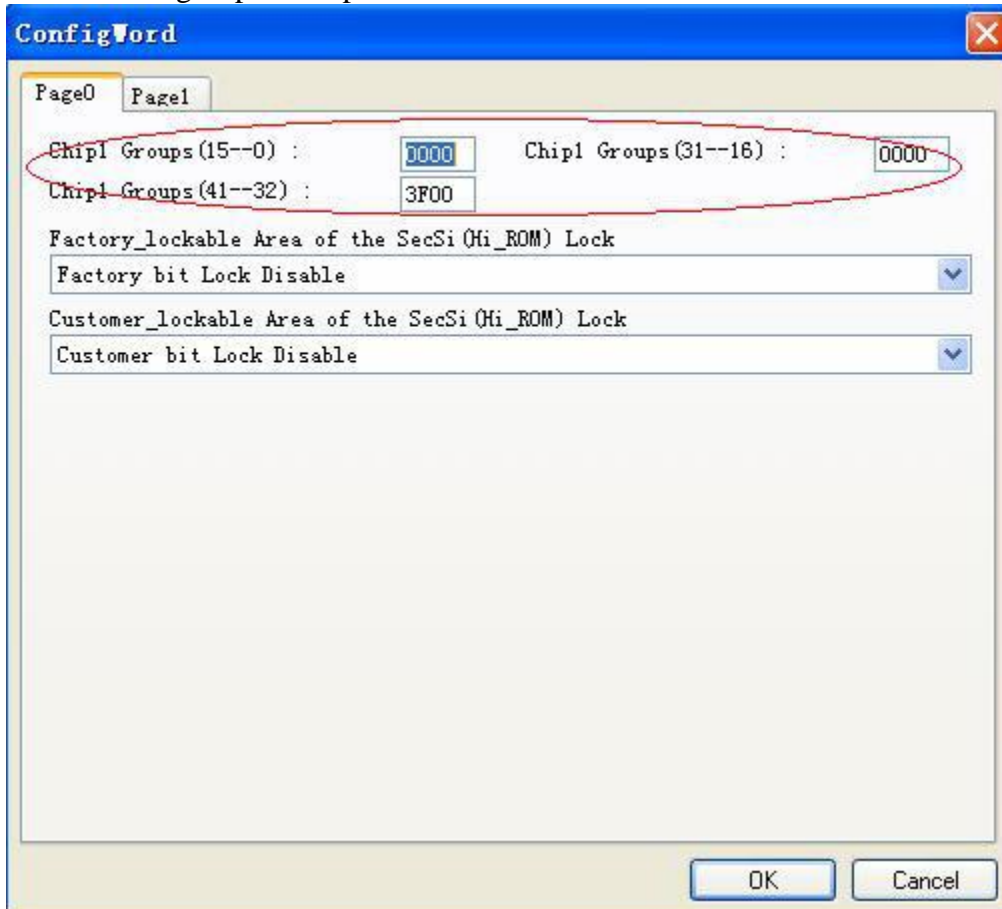 ConfigWord
Page0 Page1
Chip1 Groups(15--0) : 0000 Chip1 Groups(31--16) : 0000
Chip1 Groups(41--32) : 3F00
Factory_lockable Area of the SecSi(Hi_ROM) Lock
Factory bit Lock Disable
Customer_lockable Area of the SecSi(Hi_ROM) Lock
Customer bit Lock Disable
OK Cancel